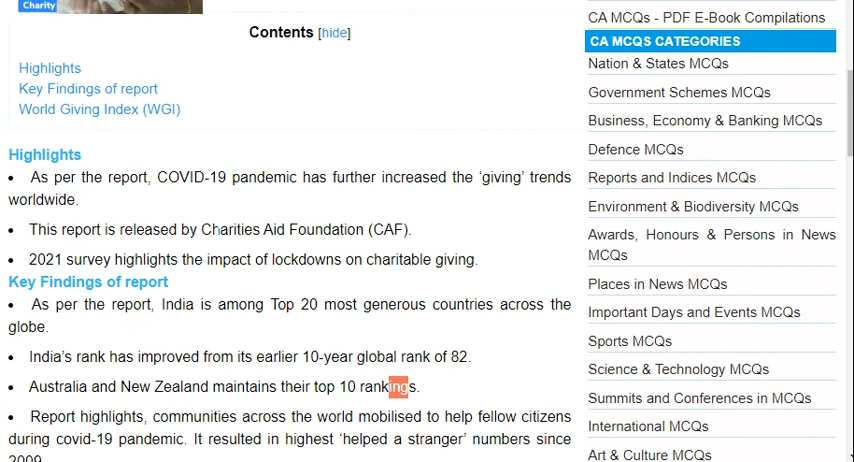 Charity
Contents [hide]
Highlights
Key Findings of report
World Giving Index (WGI)
Highlights
• As per the report, COVID-19 pandemic has further increased the ‘giving’ trends
worldwide.
• This report is released by Charities Aid Foundation (CAF).
• 2021 survey highlights the impact of lockdowns on charitable giving.
Key Findings of report
• As per the report, India is among Top 20 most generous countries across the
globe.
• India’s rank has improved from its earlier 10-year global rank of 82.
• Australia and New Zealand maintains their top 10 rankings.
• Report highlights, communities across the world mobilised to help fellow citizens
during covid-19 pandemic. It resulted in highest ‘helped a stranger’ numbers since
2009
CA MCQs - PDF E-Book Compilations
CA MCQS CATEGORIES
Nation & States MCQs
Government Schemes MCQs
Business, Economy & Banking MCQs
Defence MCQs
Reports and Indices MCQs
Environment & Biodiversity MCQs
Awards, Honours & Persons in News
MCQs
Places in News MCQs
Important Days and Events MCQs
Sports MCQs
Science & Technology MCQs
Summits and Conferences in MCQs
International MCQs
Art & Culture MCQs